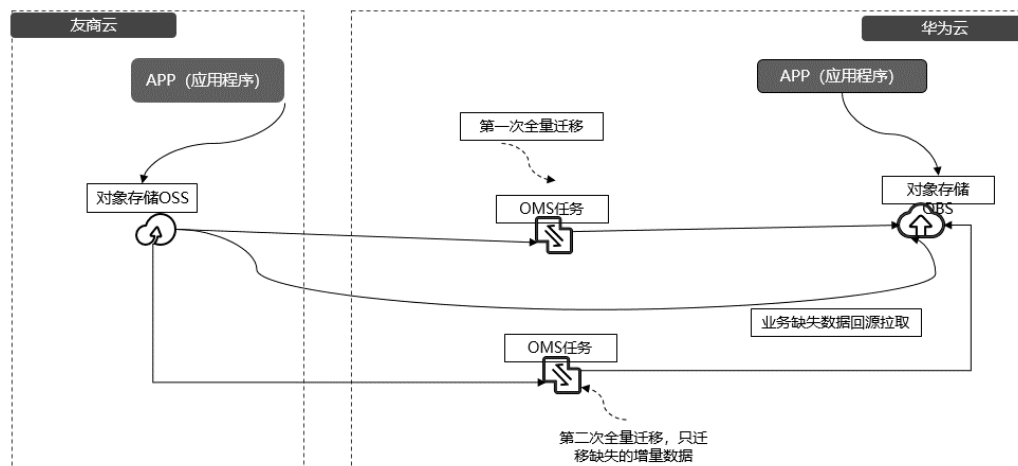 友商云
华为云
APP（应用程序）
APP（应用程序）
第一次全量迁移
对象存储OSS
OMS任务
对象存储
OBS
业务缺失数据回源拉取
OMS任务
第二次全量迁移，只迁
移缺失的增量数据